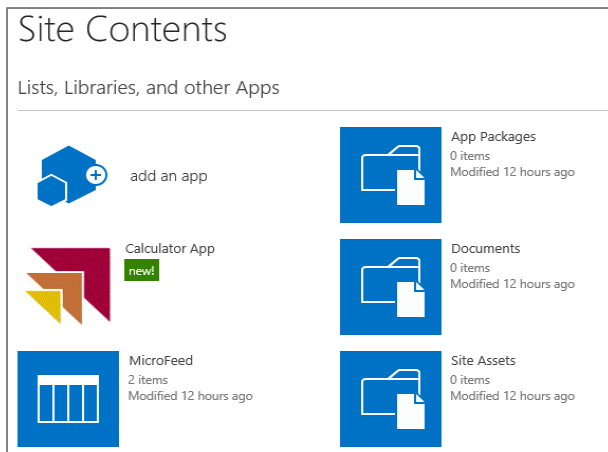 Site Contents
Lists, Libraries, and other Apps
add an app
App Packages
0 items
Modified 12 hours ago
Calculator App
new!
Documents
0 items
Modified 12 hours ago
MicroFeed
2 items
Modified 12 hours ago
Site Assets
0 items
Modified 12 hours ago